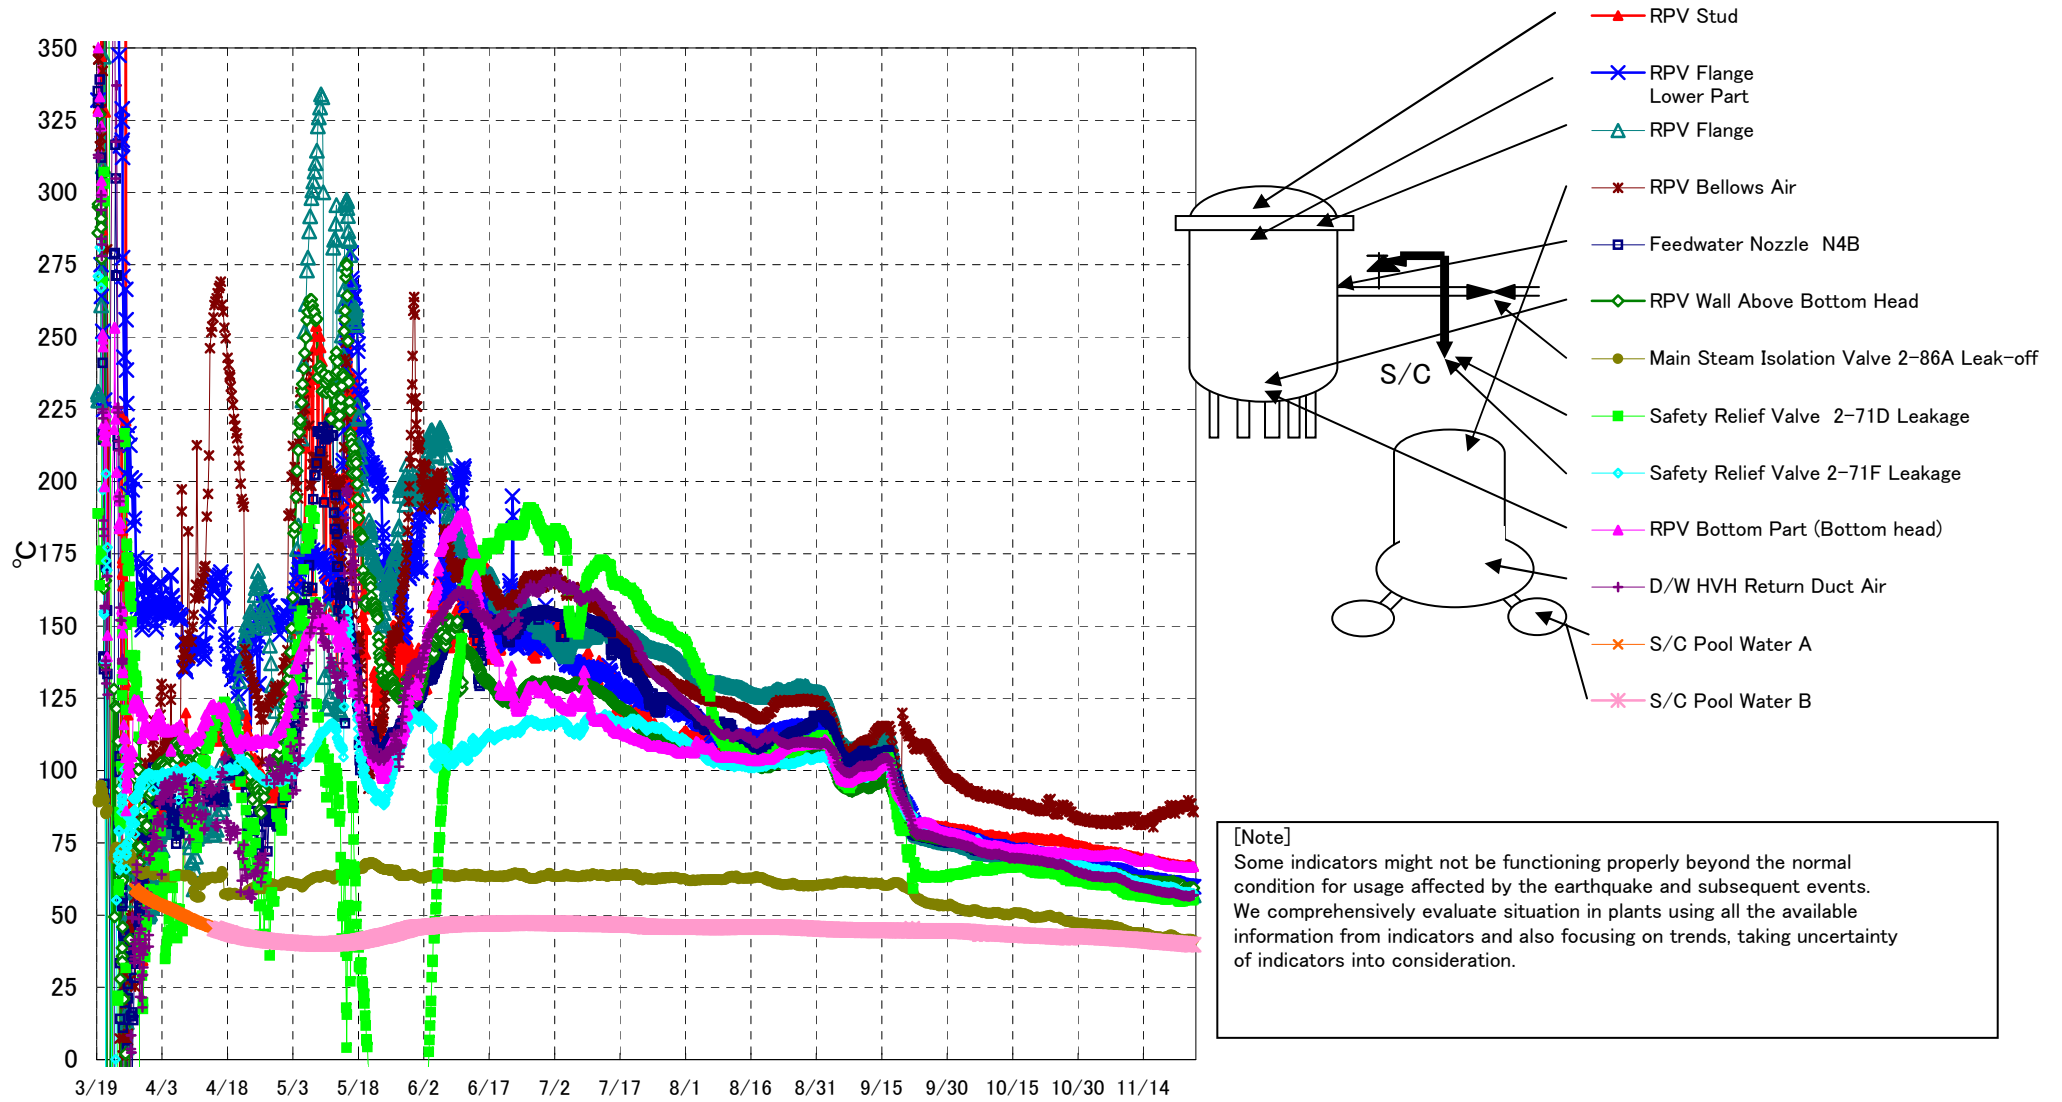 350
325
300
275
250
225
200
175
150
125
100
75
50
25
0
℃
3/19 4/3 4/18 5/3 5/18 6/2 6/17 7/2 7/17 8/1 8/16 8/31 9/15 9/30 10/15 10/30 11/14
RPV Stud
RPV Flange
Lower Part
RPV Flange
RPV Bellows Air
Feedwater Nozzle N4B
RPV Wall Above Bottom Head
Main Steam Isolation Valve 2-86A Leak-off
Safety Relief Valve 2-71D Leakage
Safety Relief Valve 2-71F Leakage
RPV Bottom Part (Bottom head)
D/W HVH Return Duct Air
S/C Pool Water A
S/C Pool Water B
S/C
[Note]
Some indicators might not be functioning properly beyond the normal
condition for usage affected by the earthquake and subsequent events.
We comprehensively evaluate situation in plants using all the available
information from indicators and also focusing on trends, taking uncertainty
of indicators into consideration.